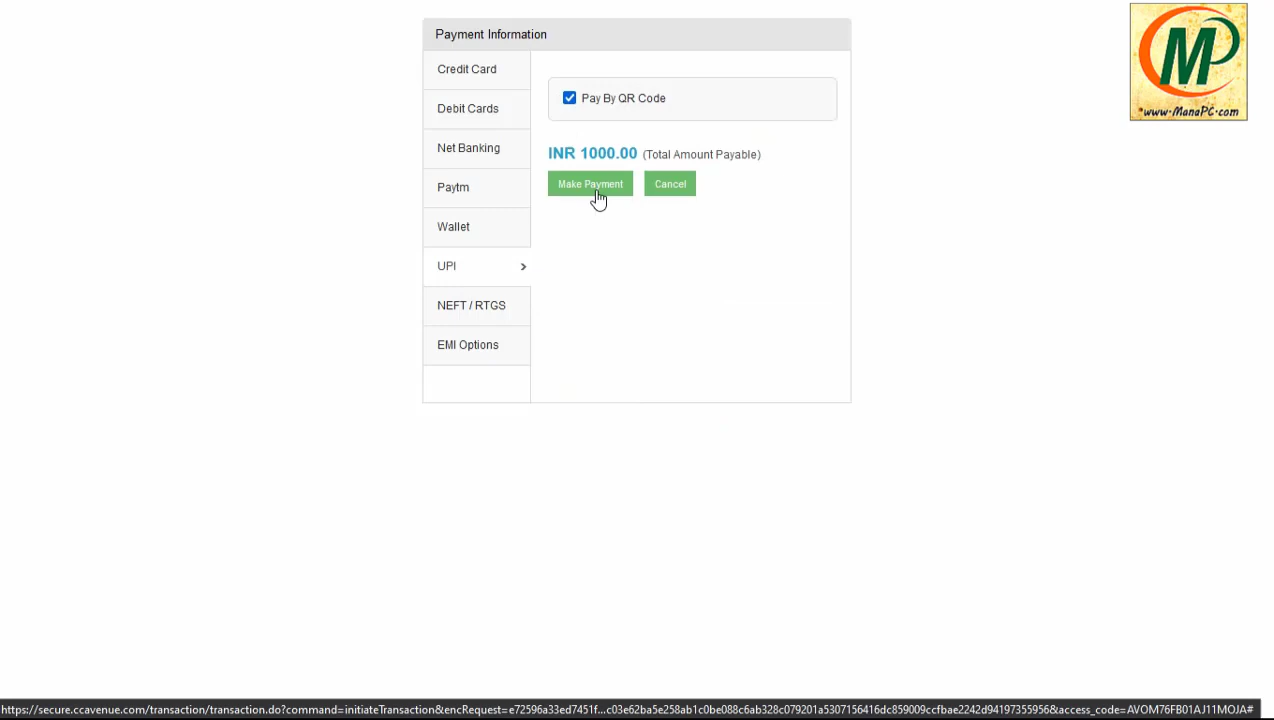 Payment Information
Credit Card
Debit Cards
Net Banking
Paytm
Wallet
UPI
NEFT / RTGS
EMI Options
Pay By QR Code
INR 1000.00 (Total Amount Payable)
Make Payment Cancel
MP
www.ManaPC.com
https://secure.ccavenue.com/transaction/transaction.do?command=initiateTransaction&encRequest=e72596a33ed7451f...c03e62ba5e258ab1c0be088c6ab328c079201a5307156416dc859009ccfbae2242d94197355956&access_code=AVOM76FB01AJ11MOJA#